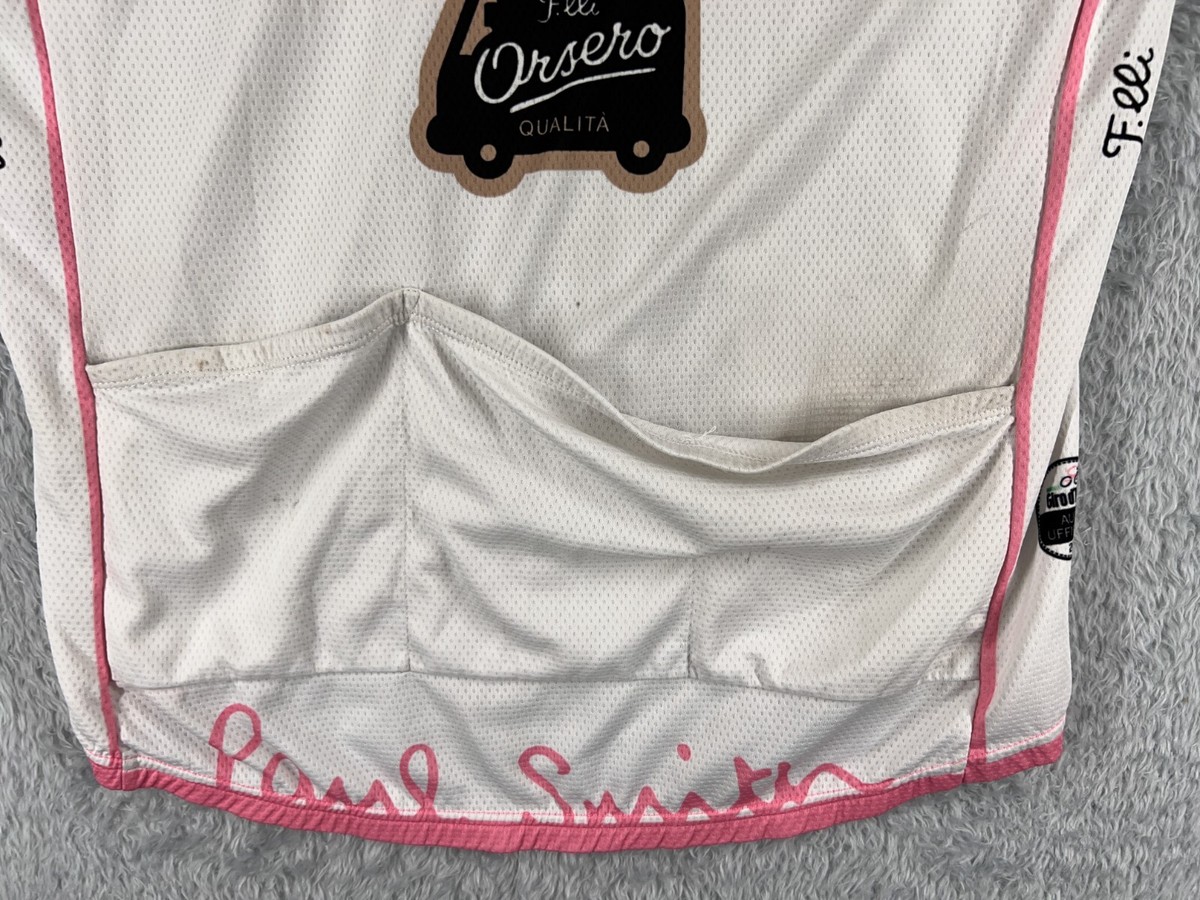 F.lli
Orsero
QUALITÀ
F.lli
Paul Smith